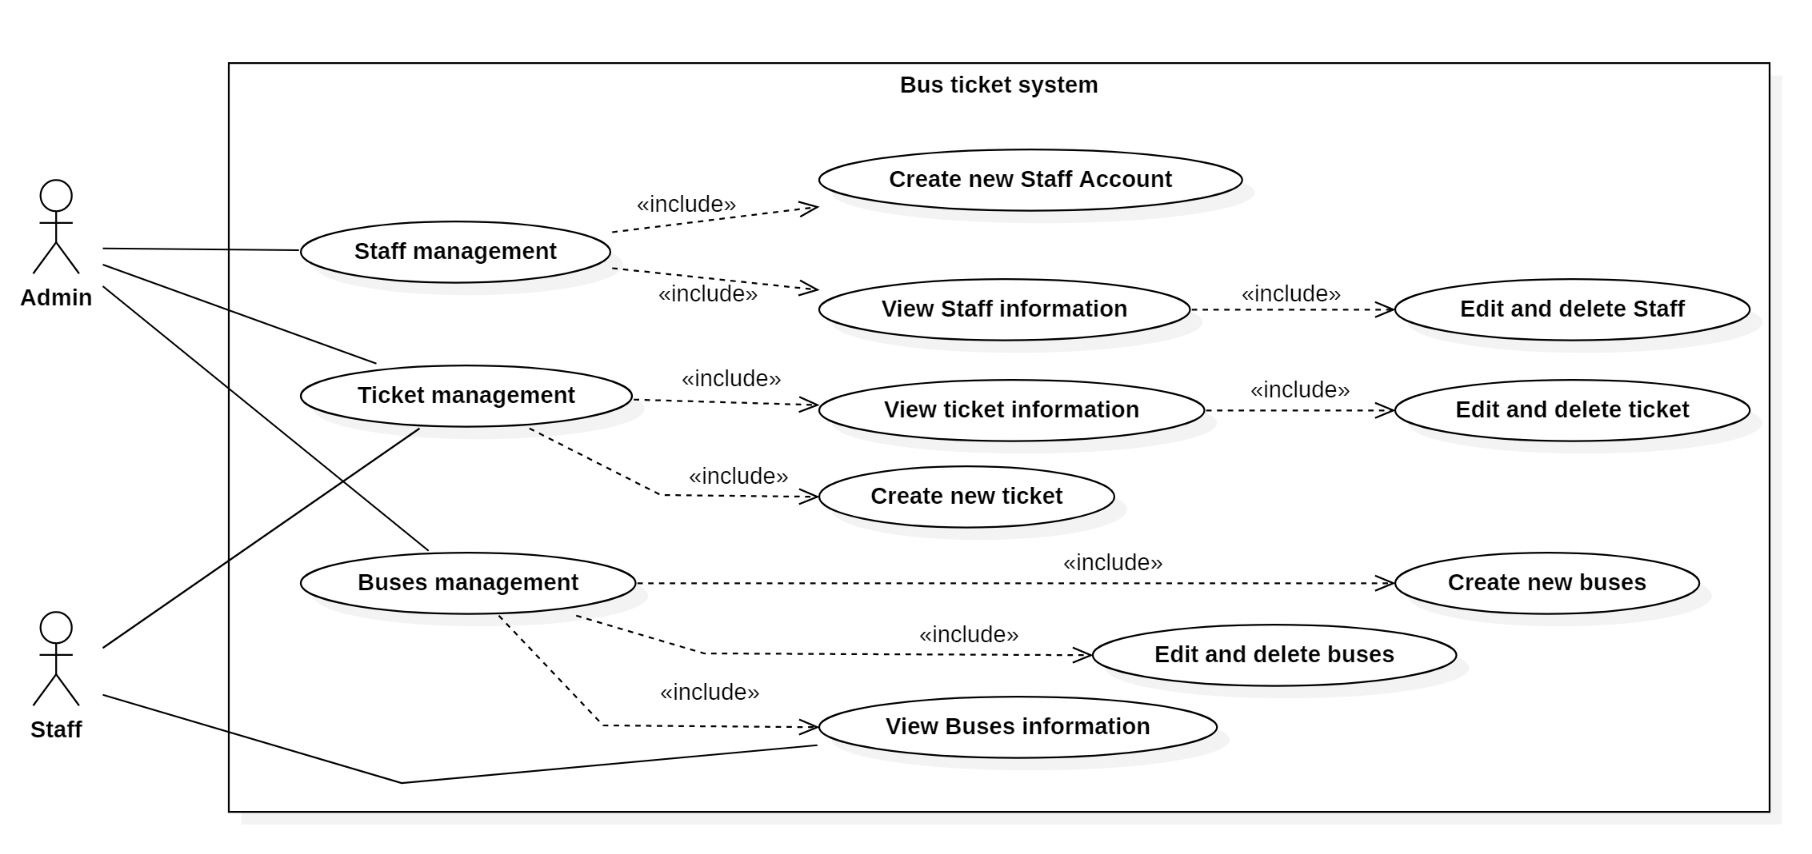 Bus ticket system
Create new Staff Account
«include»
Staff management
Admin
«include»
View Staff information
«include»
Edit and delete Staff
Ticket management
«include»
View ticket information
«include»
Edit and delete ticket
«include»
Create new ticket
Buses management
«include»
Create new buses
«include»
Edit and delete buses
Staff
«include»
View Buses information